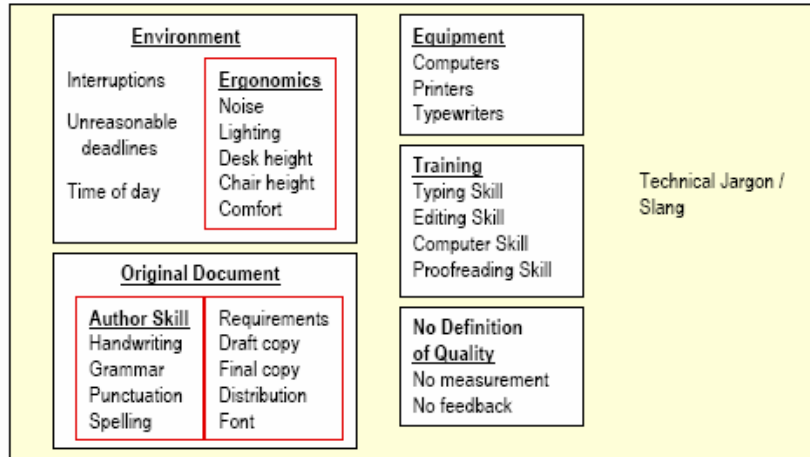 Environment
Interruptions
Unreasonable
deadlines
Time of day
Ergonomics
Noise
Lighting
Desk height
Chair height
Comfort
Original Document
Author Skill
Handwriting
Grammar
Punctuation
Spelling
Requirements
Draft copy
Final copy
Distribution
Font
Equipment
Computers
Printers
Typewriters
Training
Typing Skill
Editing Skill
Computer Skill
Proofreading Skill
No Definition
of Quality
No measurement
No feedback
Technical Jargon /
Slang